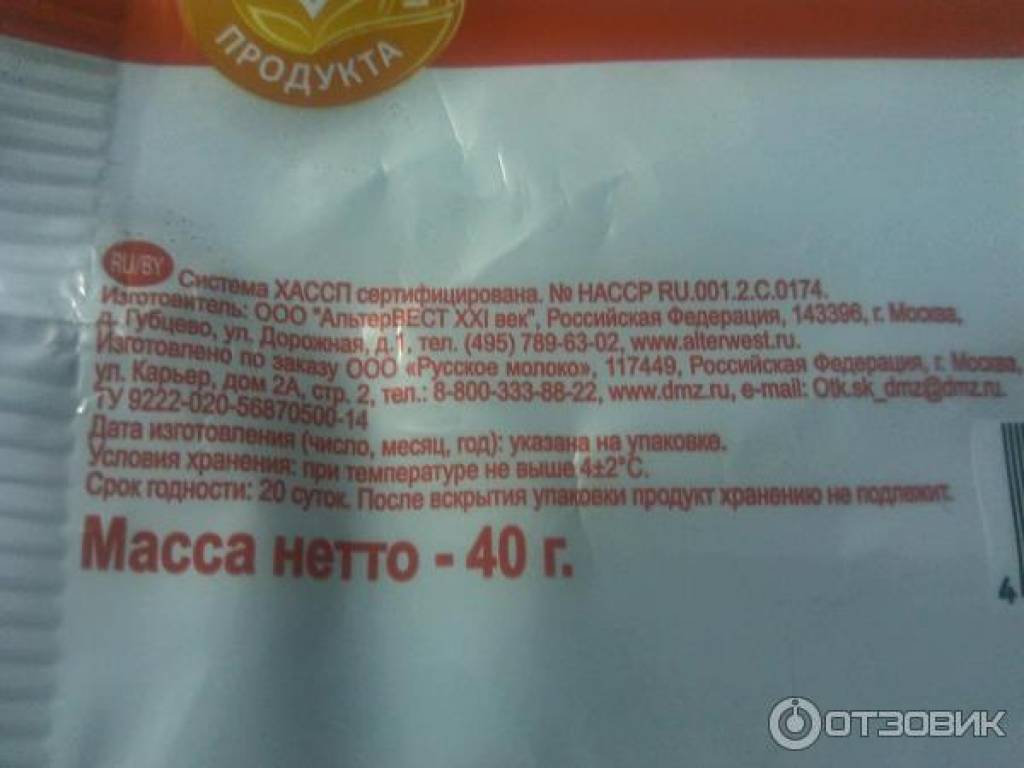 ПРОДУКТА
RU/BY Система ХАССП сертифицирована. № НАССР RU.001.2.С.0174.
Изготовитель: ООО "АльтерВЕСТ XXI век", Российская Федерация, 143396, г. Москва,
д. Губцево, ул. Дорожная, д.1, тел. (495) 789-63-02, www.alterwest.ru.
Изготовлено по заказу ООО «Русское молоко», 117449, Российская Федерация, г. Москва,
ул. Карьер, дом 2А, стр. 2, тел.: 8-800-333-88-22, www.dmz.ru, e-mail: Otk.sk_dmz@dmz.ru.
ТУ 9222-020-56870500-14
Дата изготовления (число, месяц, год): указана на упаковке.
Условия хранения: при температуре не выше 4±2°С.
Срок годности: 20 суток. После вскрытия упаковки продукт хранению не подлежит.
Масса нетто - 40 г.
4
ОТЗОВИК